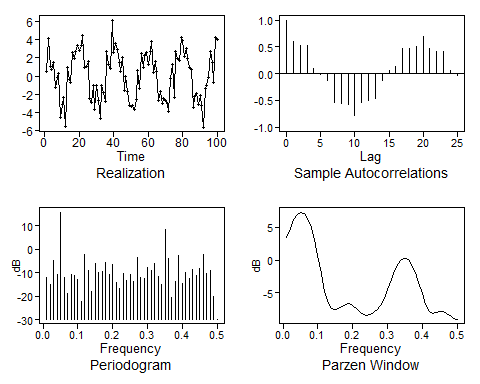 6
4
2
0
-2
-4
-6
0 20 40 60 80 100
Time
Realization
1.0
0.5
0.0
-0.5
-1.0
0 5 10 15 20 25
Lag
Sample Autocorrelations
dB
10
0
-10
-20
-30
0.0 0.1 0.2 0.3 0.4 0.5
Frequency
Periodogram
dB
5
0
-5
0.0 0.1 0.2 0.3 0.4 0.5
Frequency
Parzen Window